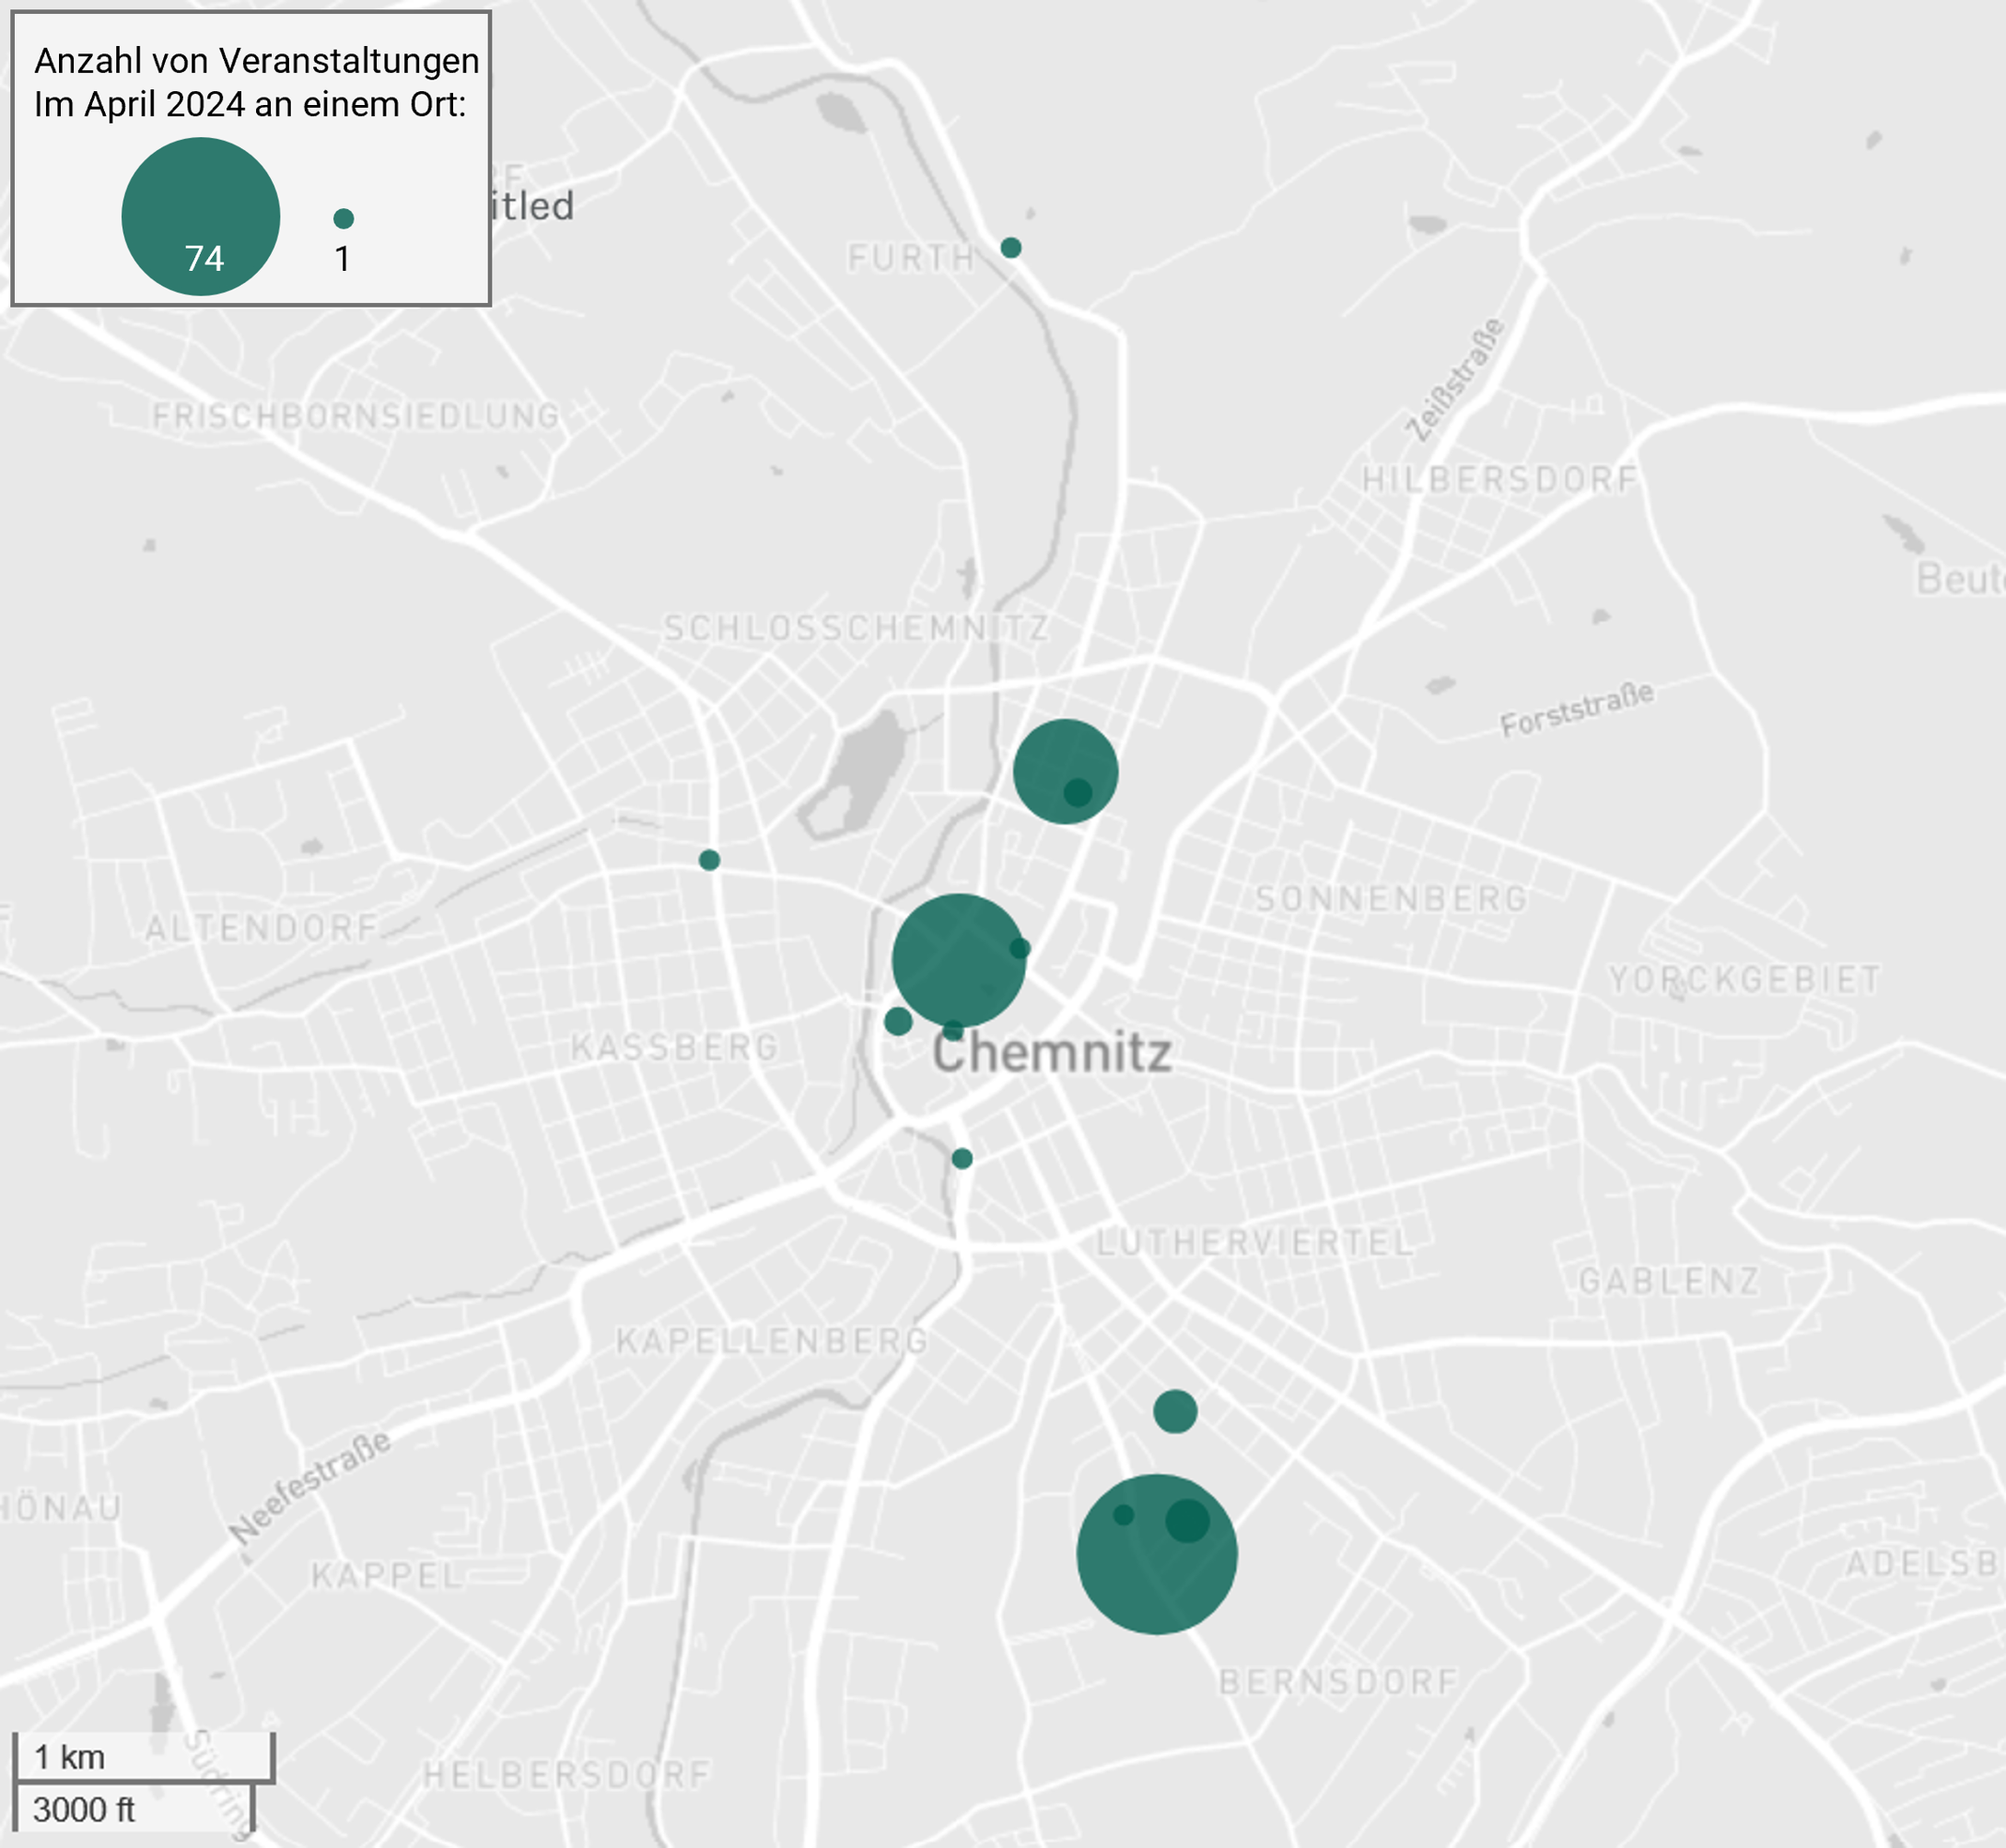 Anzahl von Veranstaltungen
Im April 2024 an einem Ort:
74
1
itled
FURTH
Zeißstraße
FRISCHBORNSIEDLUNG
HILBERSDORF
Beut
SCHLOSSCHEMNITZ
Forststraße
SONNENBERG
ALTENDORF
YORCKGEBIET
KASSBERG
Chemnitz
LUTHERVIERTEL
GABLENZ
KAPELLENBERG
Neefestraße
HÖNAU
KAPPEL
ADELSB
BERNSDORF
Südring
HELBERSDORF
1 km
3000 ft